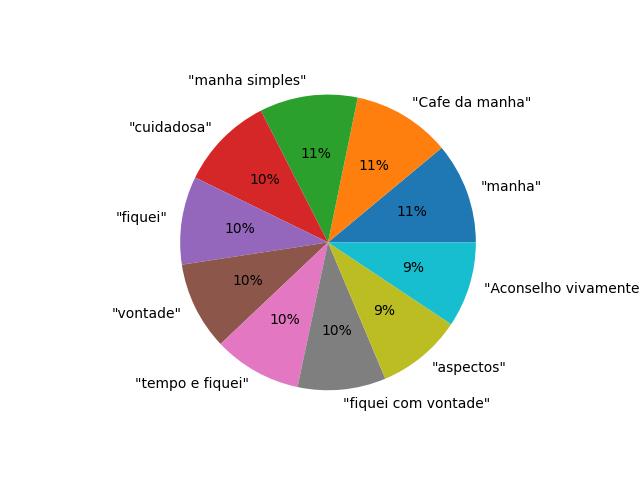 "manha simples"
"Cafe da manha"
"cuidadosa"
11%
11%
10%
"manha"
11%
"fiquei"
10%
10%
9%
"Aconselho vivamente
"vontade"
10%
10%
9%
"aspectos"
"tempo e fiquei"
10%
"fiquei com vontade"